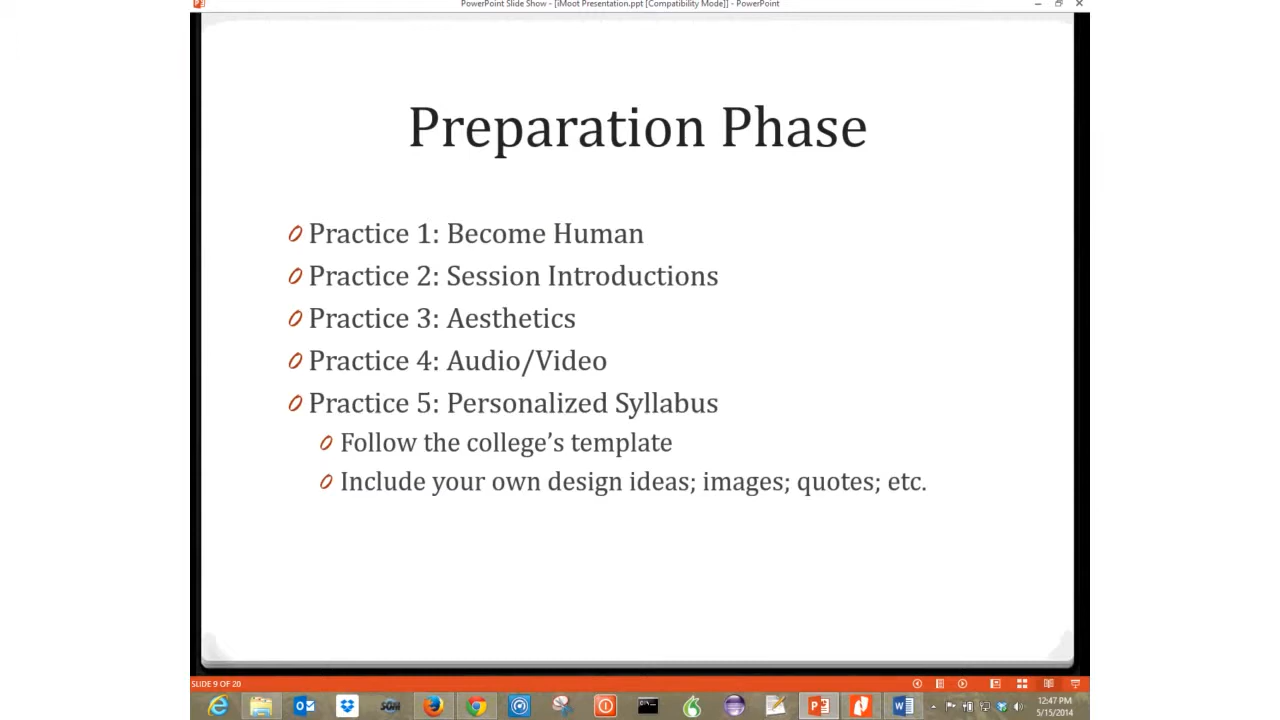 PowerPoint Slide Show - [iMoot Presentation.ppt [Compatibility Mode]] - PowerPoint
Preparation Phase
Practice 1: Become Human
Practice 2: Session Introductions
Practice 3: Aesthetics
Practice 4: Audio/Video
Practice 5: Personalized Syllabus
Follow the college’s template
Include your own design ideas; images; quotes; etc.
SLIDE 9 OF 20
SGM
12:47 PM
5/15/2014